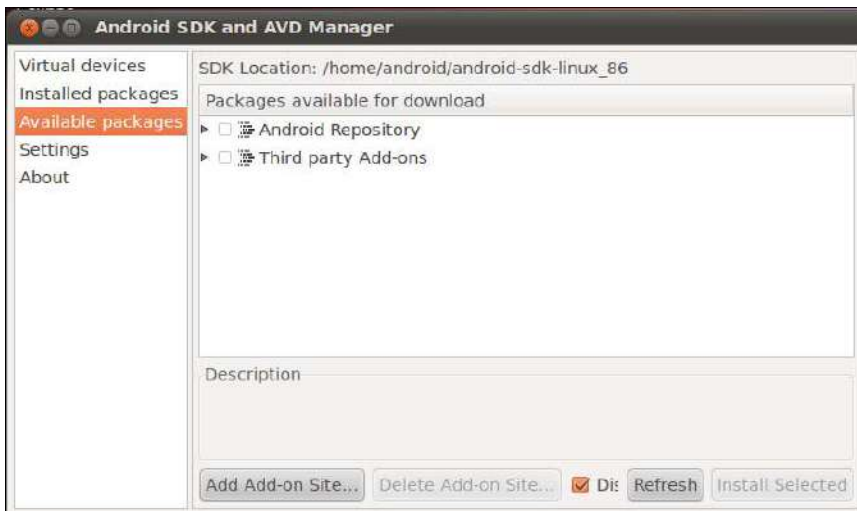 Android SDK and AVD Manager
Virtual devices
Installed packages
Available packages
Settings
About
SDK Location: /home/android/android-sdk-linux_86
Packages available for download
Android Repository
Third party Add-ons
Description
Add Add-on Site... Delete Add-on Site... Dis Refresh Install Selected